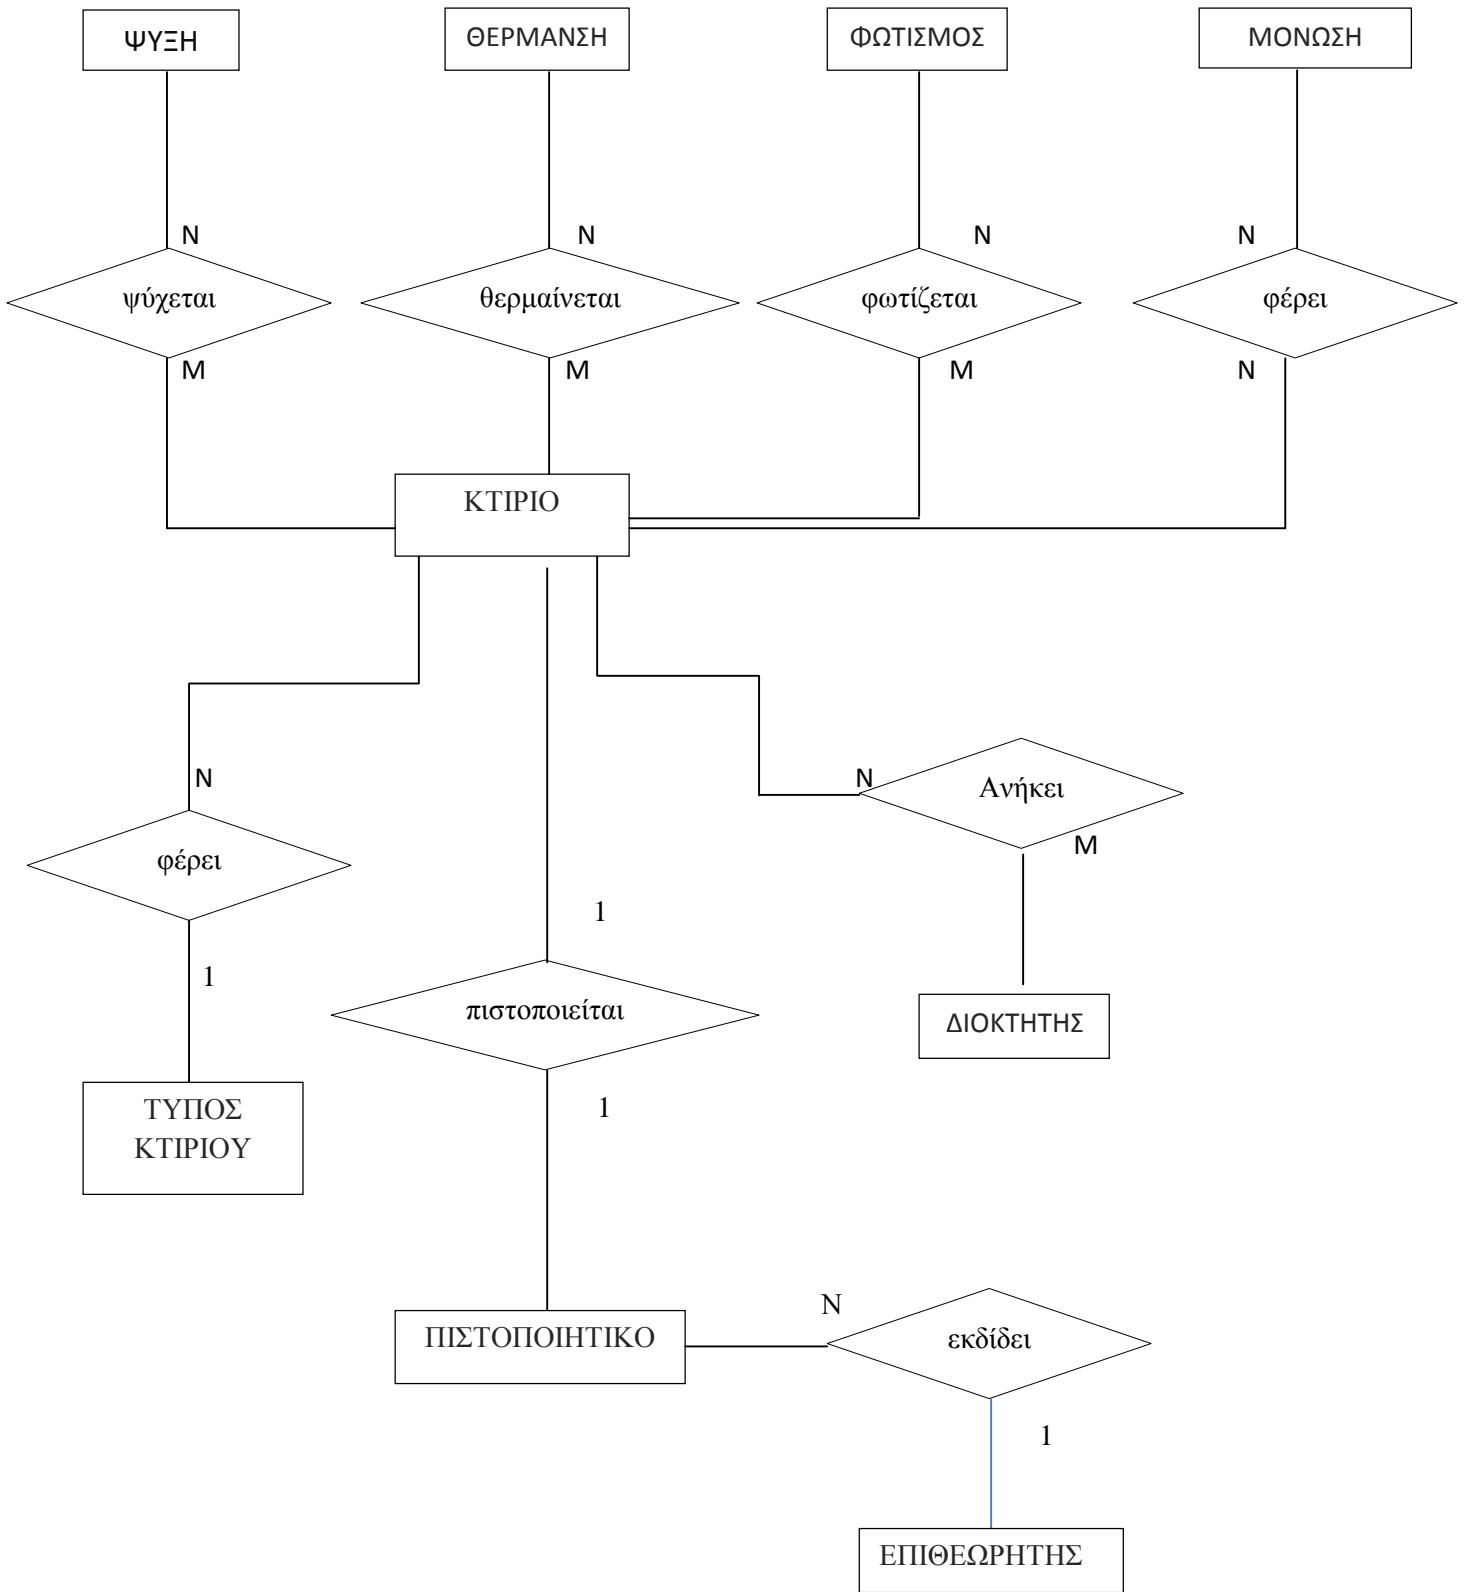 ΨΥΞΗ
ΘΕΡΜΑΝΣΗ
ΦΩΤΙΣΜΟΣ
ΜΟΝΩΣΗ
N
N
N
N
ψύχεται
θερμαίνεται
φωτίζεται
φέρει
M
M
M
N
ΚΤΙΡΙΟ
N
N
Ανήκει
M
φέρει
1
1
πιστοποιείται
ΔΙΟΚΤΗΤΗΣ
1
ΤΥΠΟΣ
ΚΤΙΡΙΟΥ
N
ΠΙΣΤΟΠΟΙΗΤΙΚΟ
εκδίδει
1
ΕΠΙΘΕΩΡΗΤΗΣ